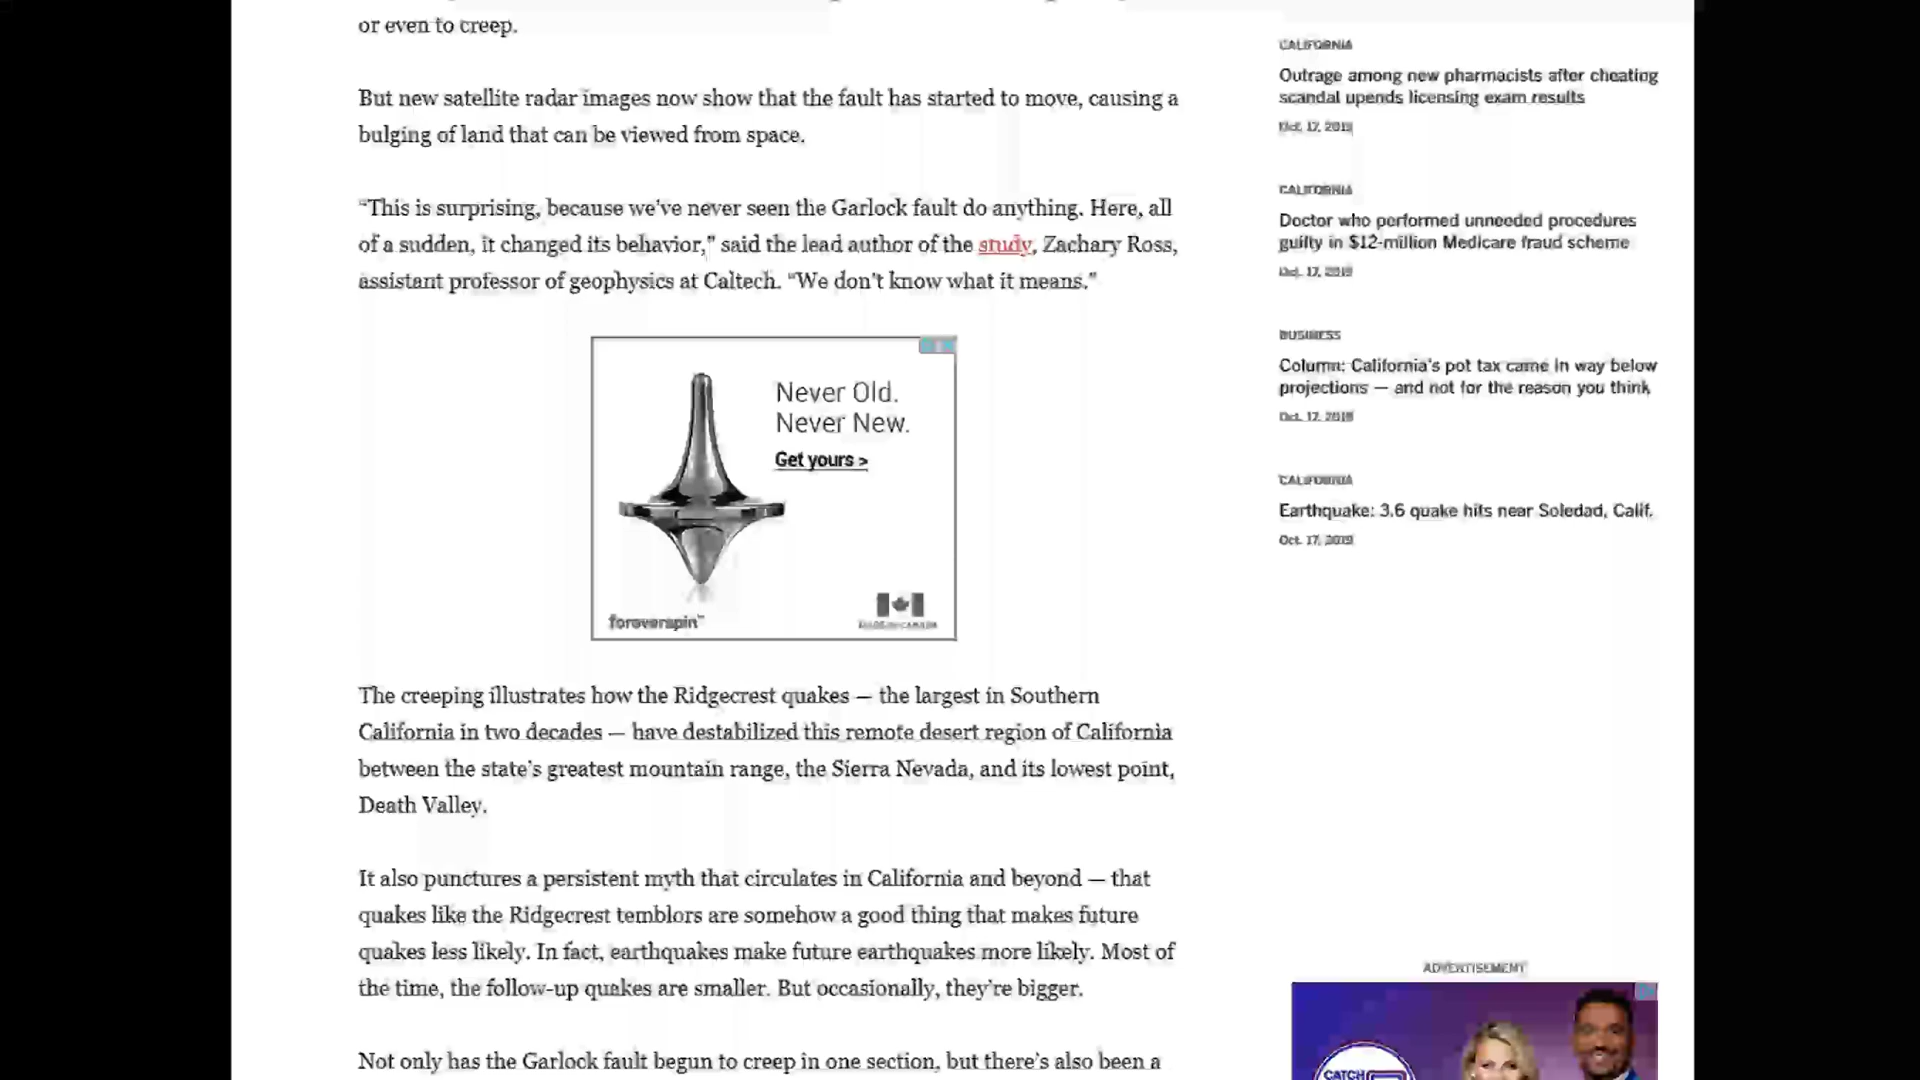 or even to creep.
But new satellite radar images now show that the fault has started to move, causing a
bulging of land that can be viewed from space.
“This is surprising, because we’ve never seen the Garlock fault do anything. Here, all
of a sudden, it changed its behavior,” said the lead author of the study, Zachary Ross,
assistant professor of geophysics at Caltech. “We don’t know what it means.”
Never Old.
Never New.
Get yours >
foreverspin™
The creeping illustrates how the Ridgecrest quakes — the largest in Southern
California in two decades — have destabilized this remote desert region of California
between the state’s greatest mountain range, the Sierra Nevada, and its lowest point,
Death Valley.
It also punctures a persistent myth that circulates in California and beyond — that
quakes like the Ridgecrest temblors are somehow a good thing that makes future
quakes less likely. In fact, earthquakes make future earthquakes more likely. Most of
the time, the follow-up quakes are smaller. But occasionally, they’re bigger.
Not only has the Garlock fault begun to creep in one section, but there’s also been a
CALIFORNIA
Outrage among new pharmacists after cheating
scandal upends licensing exam results
Oct. 17, 2019
CALIFORNIA
Doctor who performed unneeded procedures
guilty in $12-million Medicare fraud scheme
Oct. 17, 2019
BUSINESS
Column: California’s pot tax came in way below
projections — and not for the reason you think
Oct. 17, 2019
CALIFORNIA
Earthquake: 3.6 quake hits near Soledad, Calif.
Oct. 17, 2019
ADVERTISEMENT
CATCH